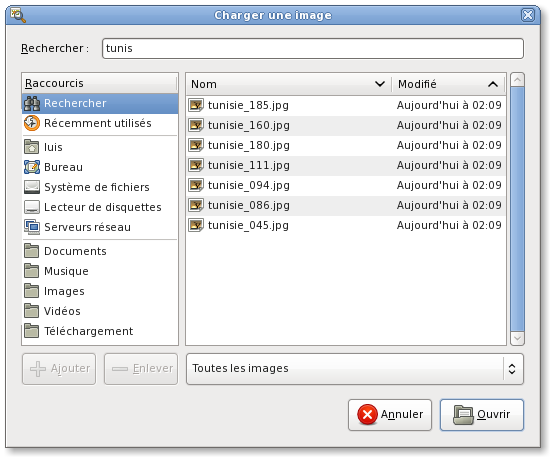 Charger une image
Rechercher : tunis
Raccourcis
Rechercher
Récemment utilisés
luis
Bureau
Système de fichiers
Lecteur de disquettes
Serveurs réseau
Documents
Musique
Images
Vidéos
Téléchargement
Nom Modifié
tunisie_185.jpg Aujourd'hui à 02:09
tunisie_160.jpg Aujourd'hui à 02:09
tunisie_180.jpg Aujourd'hui à 02:09
tunisie_111.jpg Aujourd'hui à 02:09
tunisie_094.jpg Aujourd'hui à 02:09
tunisie_086.jpg Aujourd'hui à 02:09
tunisie_045.jpg Aujourd'hui à 02:09
Ajouter Enlever Toutes les images
Annuler Ouvrir